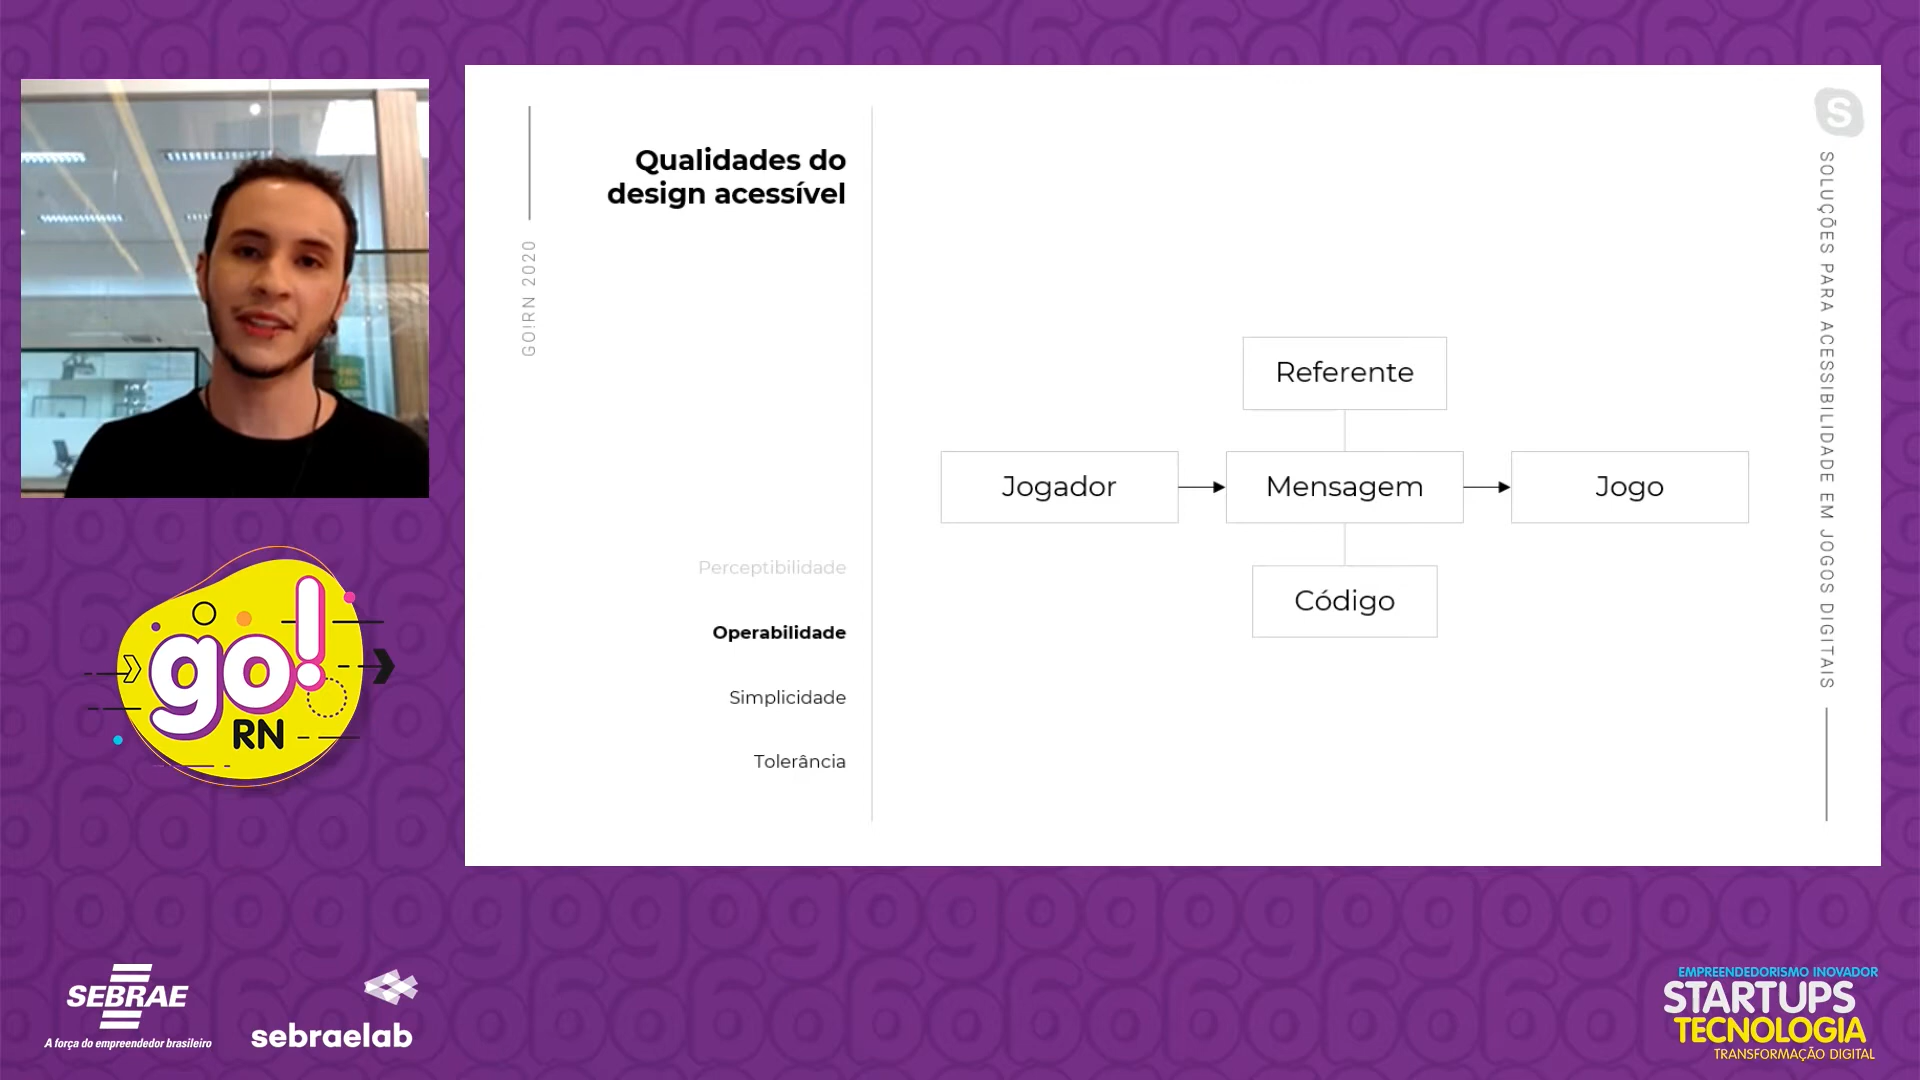 Qualidades do
design acessível
GO!RN 2020
Perceptibilidade
Operabilidade
Simplicidade
Tolerância
Referente
Jogador
Mensagem
Jogo
Código
S
SOLUÇÕES PARA ACESSIBILIDADE EM JOGOS DIGITAIS
go!
RN
SEBRAE
A força do empreendedor brasileiro
sebraelab
EMPREENDEDORISMO INOVADOR
STARTUPS
TECNOLOGIA
TRANSFORMAÇÃO DIGITAL